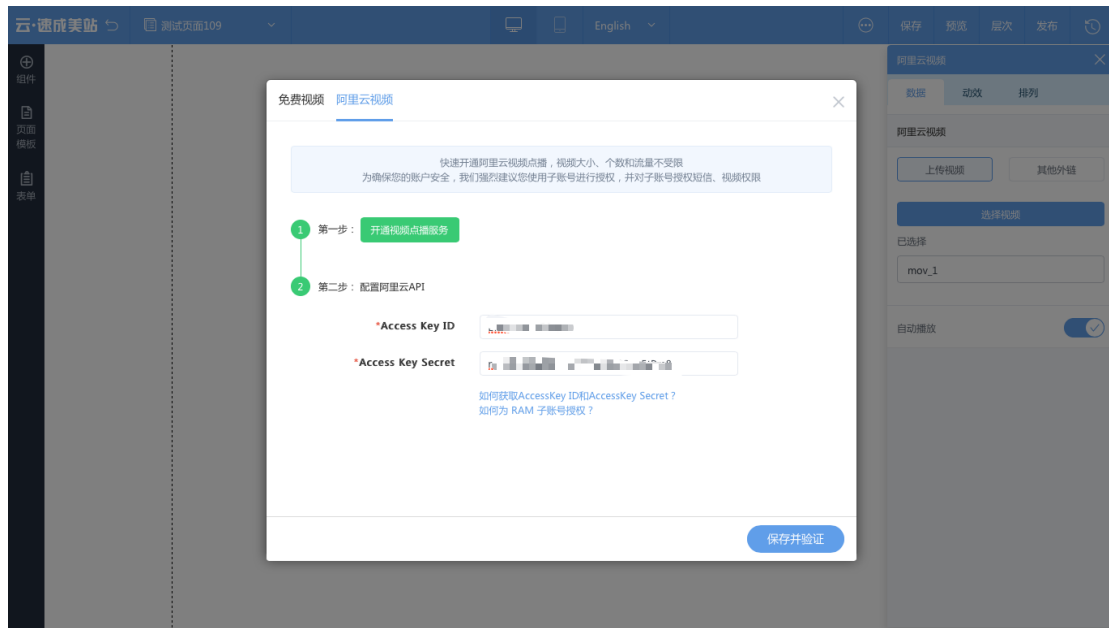 云·速成美站
测试页面109
English
保存
预览
层次
发布
组件
页面
模板
表单
免费视频
阿里云视频
快速开通阿里云视频点播，视频大小、个数和流量不受限
为确保您的账户安全，我们强烈建议您使用子账号进行授权，并对子账号授权短信、视频权限
1 第一步： 开通视频点播服务
2 第二步： 配置阿里云API
*Access Key ID
*Access Key Secret
如何获取AccessKey ID和AccessKey Secret？
如何为 RAM 子账号授权？
保存并验证
阿里云视频
数据
动效
排列
阿里云视频
上传视频
其他外链
选择视频
已选择
mov_1
自动播放